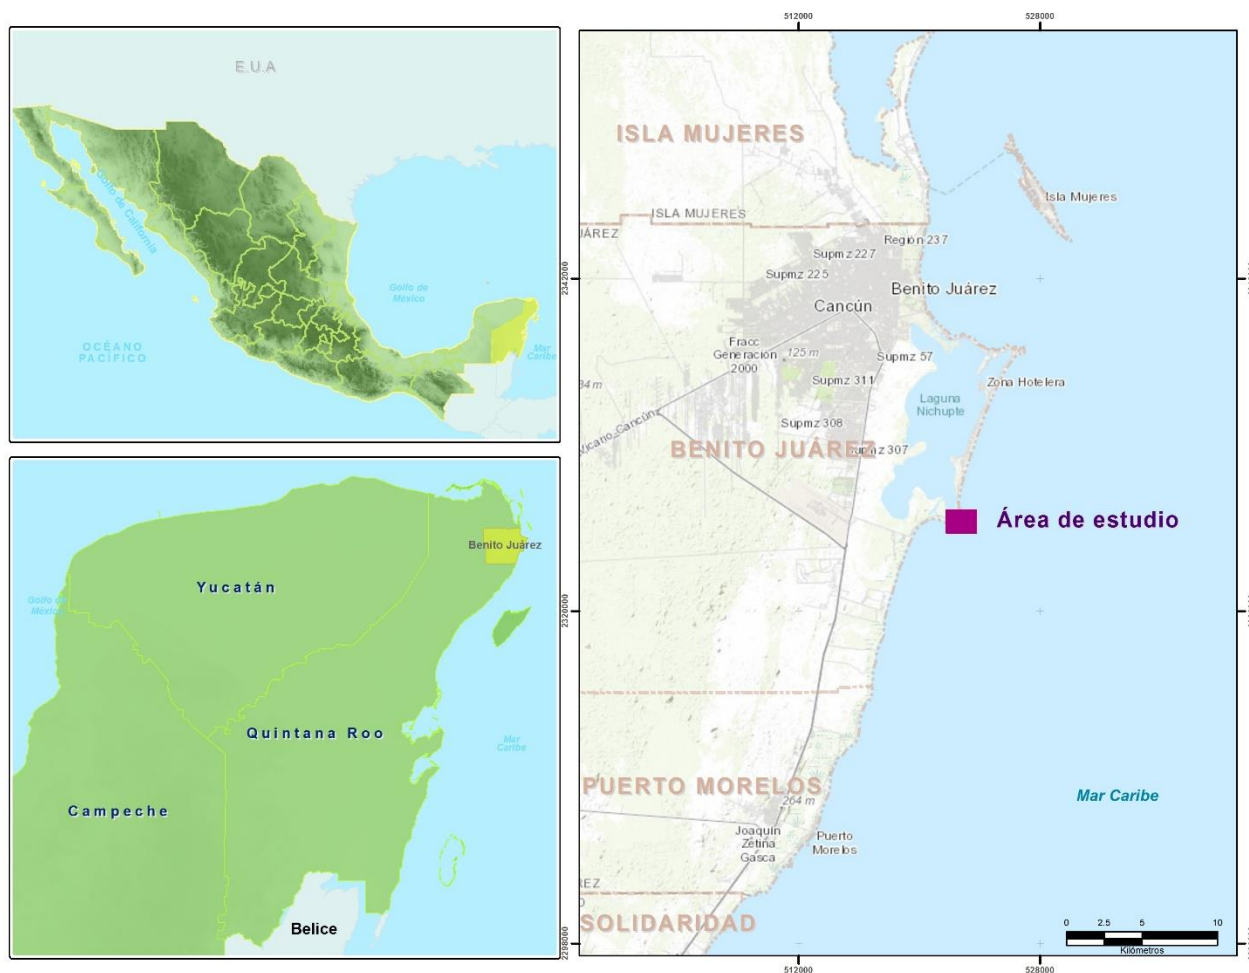 E.U.A
Golfo de California
Golfo de
México
OCÉANO
PACÍFICO
Mar
Caribe
Benito Juárez
Yucatán
Golfo de
México
Quintana Roo
Mar
Caribe
Campeche
Belice
512000
528000
ISLA MUJERES
Isla Mujeres
ISLA MUJERES
JÁREZ
Región 237
Supmz 227
Supmz 225
2342000
Benito Juárez
Cancún
Fracc
Generación
2000
125 m
Supmz 57
Supmz 311
Zona Hotelera
84 m
Laguna
Nichupte
Vicario_Cancún
Supmz 308
BENITO JUÁREZ
Supmz 307
Área de estudio
PUERTO MORELOS
264 m
Mar Caribe
Joaquín
Zetina
Gasca
Puerto
Morelos
REZ
SOLIDARIDAD
0 2.5 5 10
Kilómetros
2298000
512000
528000